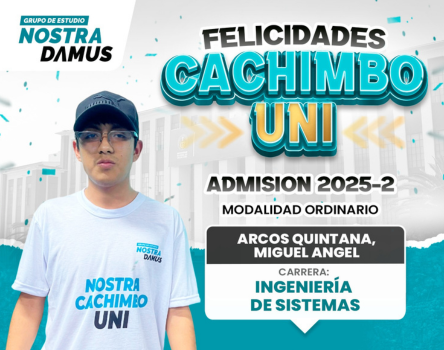 GRUPO DE ESTUDIO
NOSTRA
DAMUS
FELICIDADES
CACHIMBO
UNI
ADMISION 2025-2
MODALIDAD ORDINARIO
ARCOS QUINTANA,
MIGUEL ANGEL
CARRERA:
INGENIERÍA
DE SISTEMAS
NOSTRA
DAMUS
NOSTRA
CACHIMBO
UNI